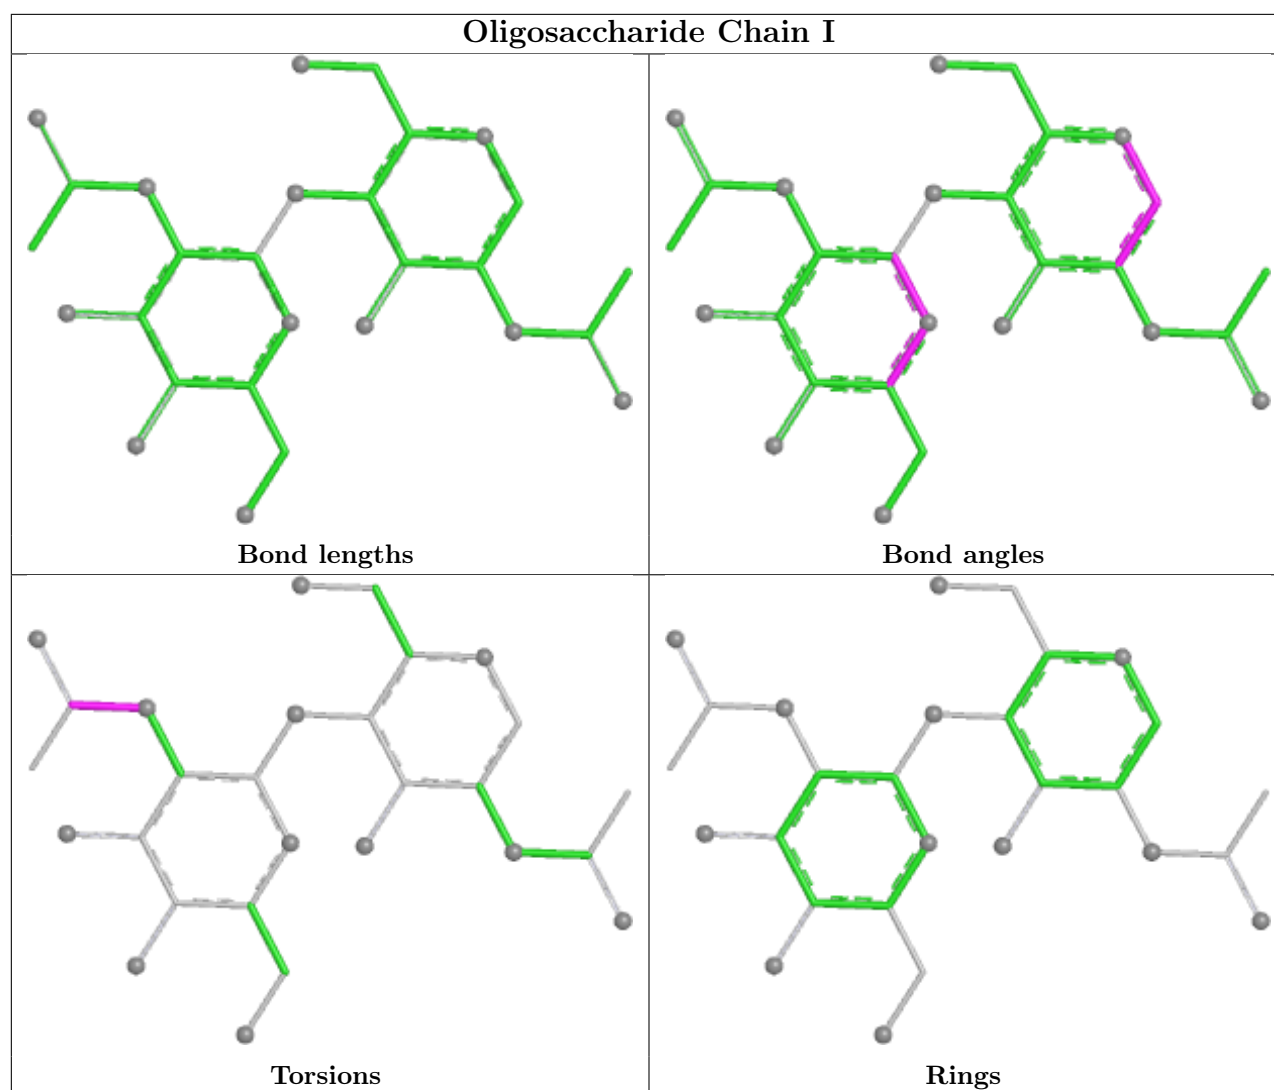 Oligosaccharide Chain I
Bond lengths
Bond angles
Torsions
Rings